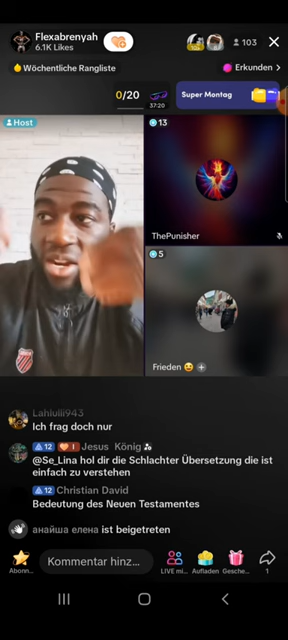 Flexabrenyah
6.1K Likes
103
Wöchentliche Rangliste
Erkunden >
0/20
37:20
Super Montag
Host
13
ThePunisher
5
Frieden 😉 +
Lahluili943
Ich frag doch nur
12 1 Jesus König
@Se_Lina hol dir die Schlachter Übersetzung die ist
einfach zu verstehen
12 Christian David
Bedeutung des Neuen Testamentes
анайша елена ist beigetreten
Kommentar hinz...
Abonn...
LIVE mi...
Aufladen
Gesche...
1